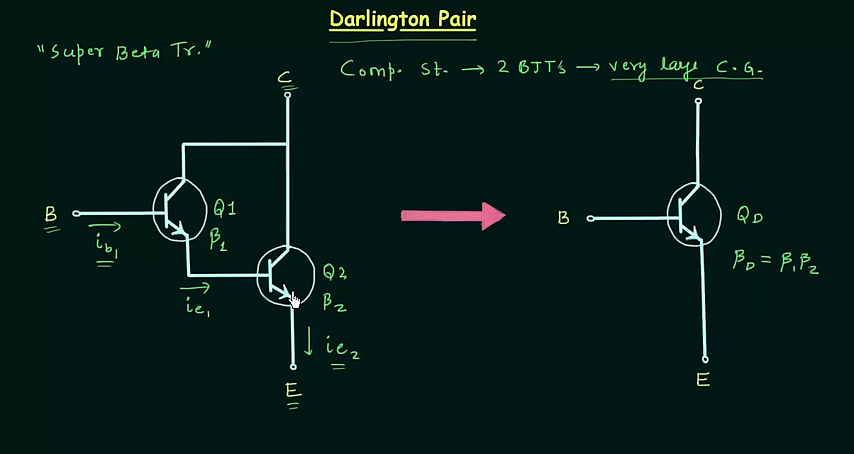 Darlington Pair
"Super Beta Tr."
Comp. St. → 2 BJTS → very large C.G.
C
C
B
Q1
β1
ib1
ie1
Q2
β2
ie2
E
B
QD
βD = β1β2
E